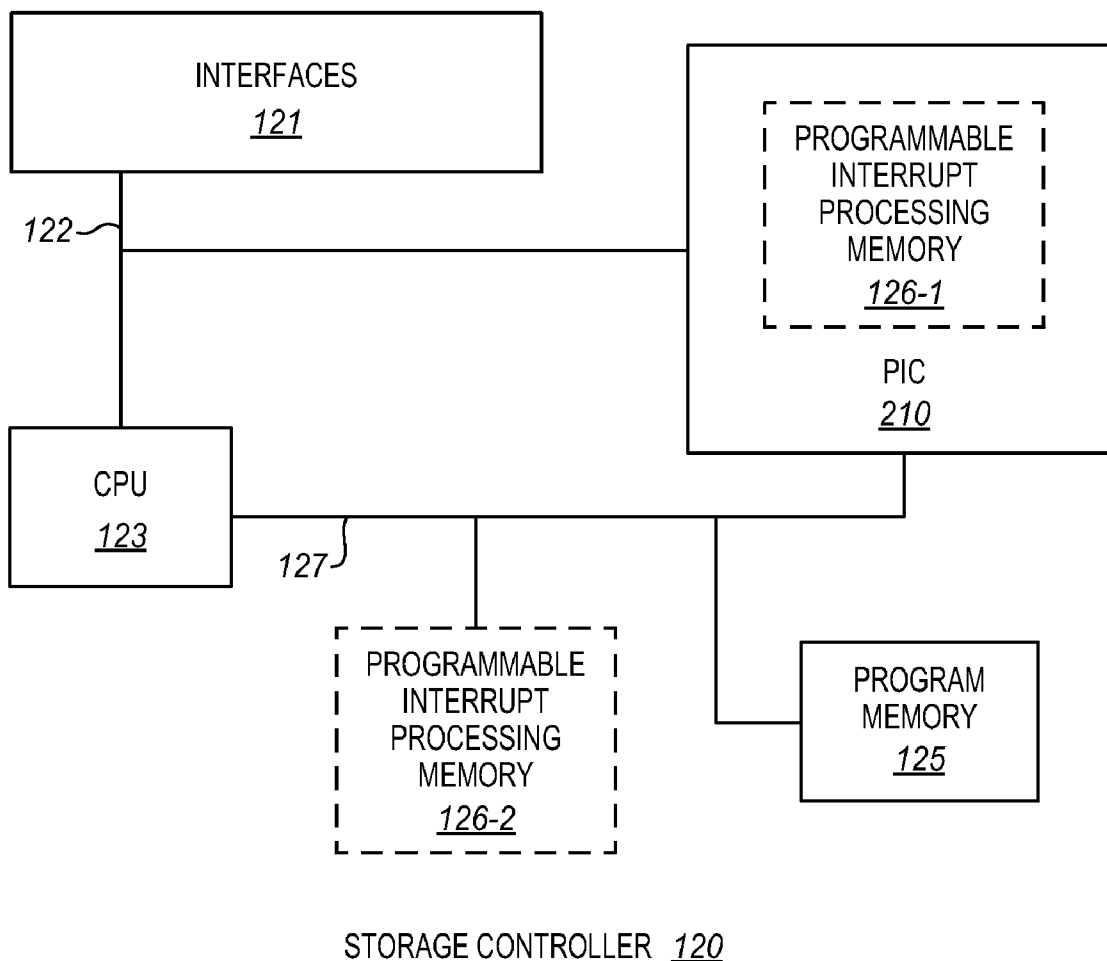 INTERFACES
121
PROGRAMMABLE
INTERRUPT
PROCESSING
MEMORY
126-1
PIC
210
122
CPU
123
127
PROGRAMMABLE
INTERRUPT
PROCESSING
MEMORY
126-2
PROGRAM
MEMORY
125
STORAGE CONTROLLER 120